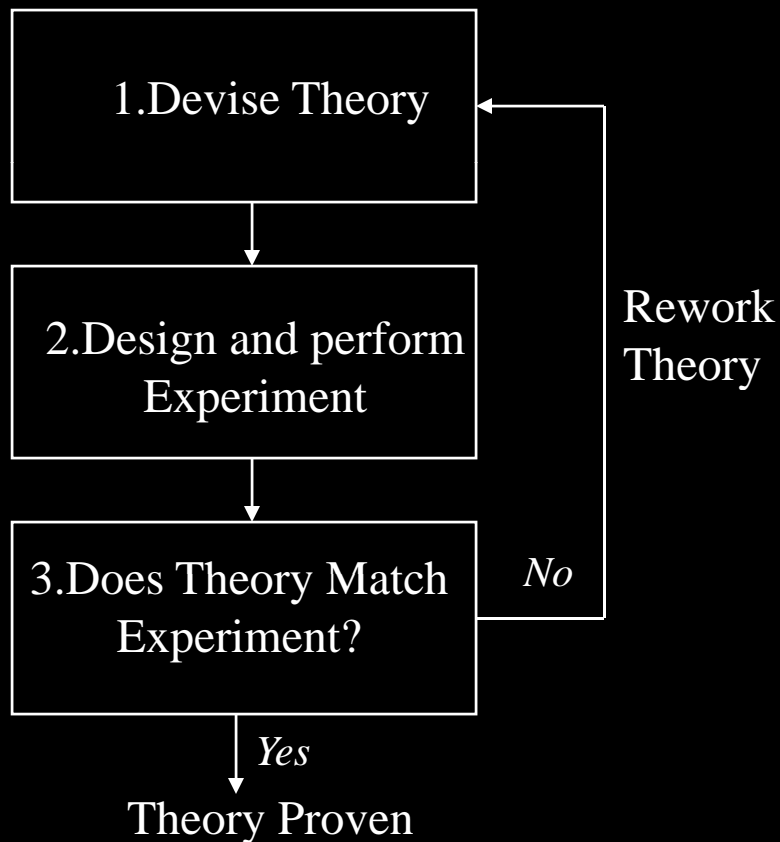 1.Devise Theory
2.Design and perform
Experiment
Rework
Theory
3.Does Theory Match
Experiment?
No
Yes
Theory Proven